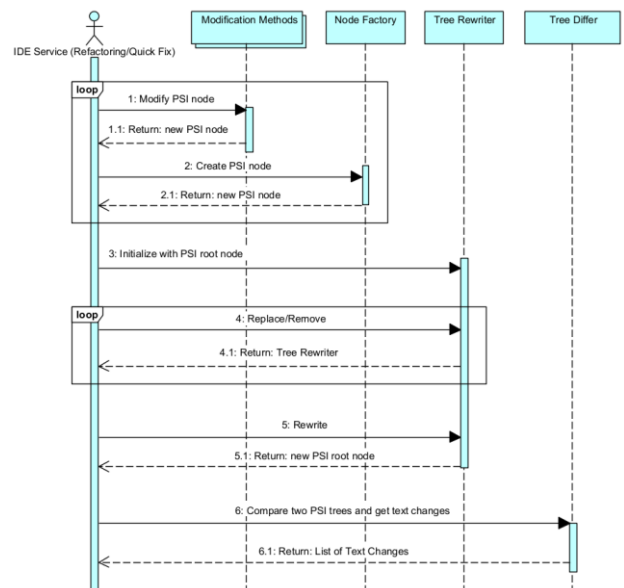 Modification Methods
Node Factory
Tree Rewriter
Tree Differ
IDE Service (Refactoring/Quick Fix)
loop
1: Modify PSI node
1.1: Return: new PSI node
2: Create PSI node
2.1: Return: new PSI node
3: Initialize with PSI root node
loop
4: Replace/Remove
4.1: Return: Tree Rewriter
5: Rewrite
5.1: Return: new PSI root node
6: Compare two PSI trees and get text changes
6.1: Return: List of Text Changes